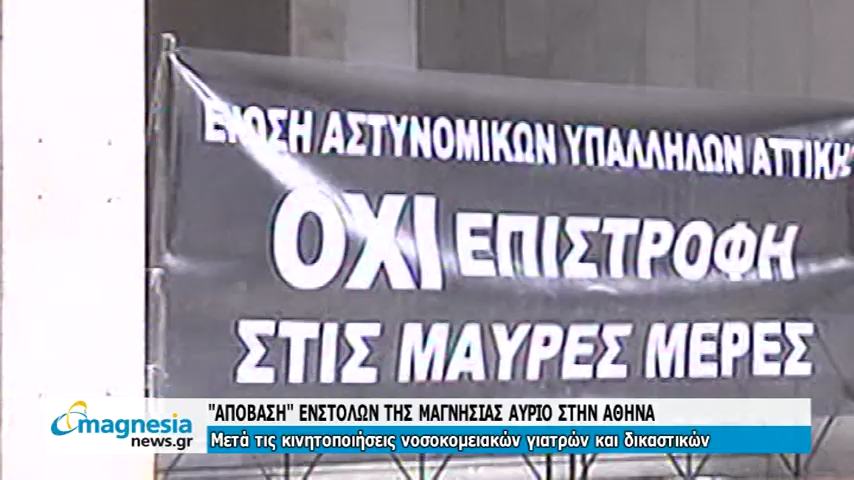 ΕΝΩΣΗ ΑΣΤΥΝΟΜΙΚΩΝ ΥΠΑΛΛΗΛΩΝ ΑΤΤΙΚΗΣ
ΟΧΙ ΕΠΙΣΤΡΟΦΗ
ΣΤΙΣ ΜΑΥΡΕΣ ΜΕΡΕΣ
magnesia
news.gr
"ΑΠΟΒΑΣΗ" ΕΝΣΤΟΛΩΝ ΤΗΣ ΜΑΓΝΗΣΙΑΣ ΑΥΡΙΟ ΣΤΗΝ ΑΘΗΝΑ
Μετά τις κινητοποιήσεις νοσοκομειακών γιατρών και δικαστικών